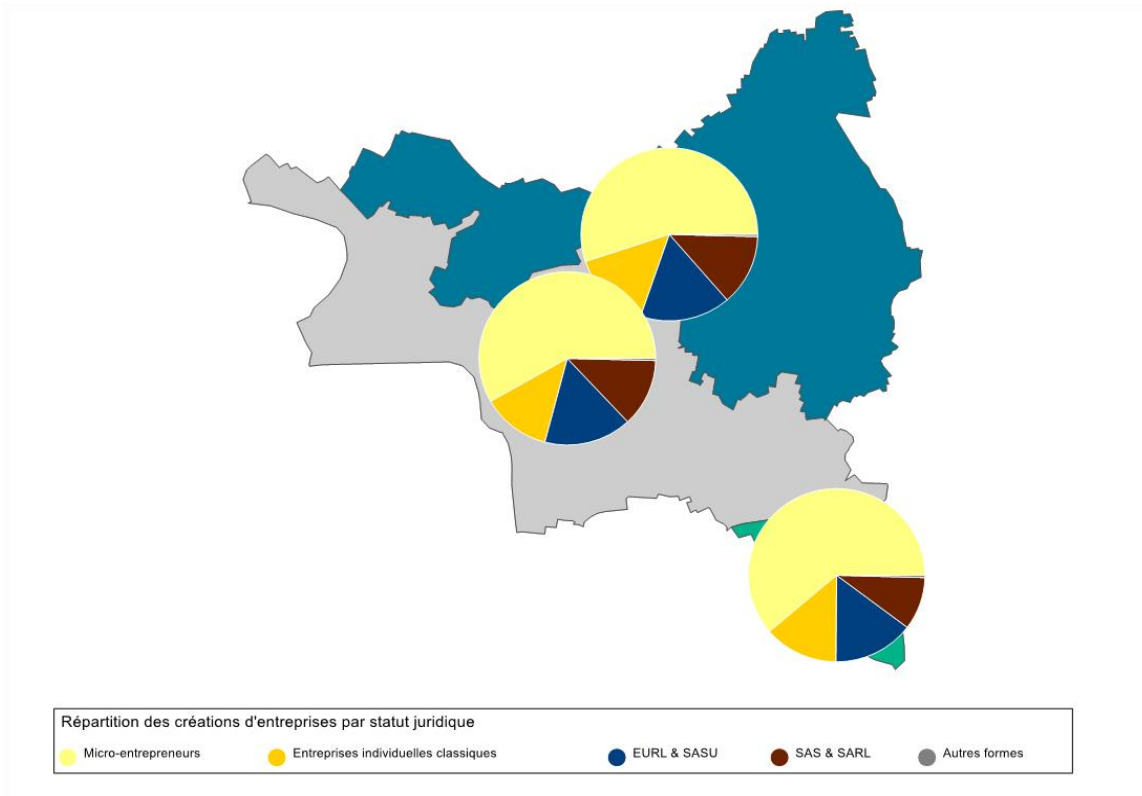 Répartition des créations d'entreprises par statut juridique
Micro-entrepreneurs Entreprises individuelles classiques EURL & SASU SAS & SARL Autres formes